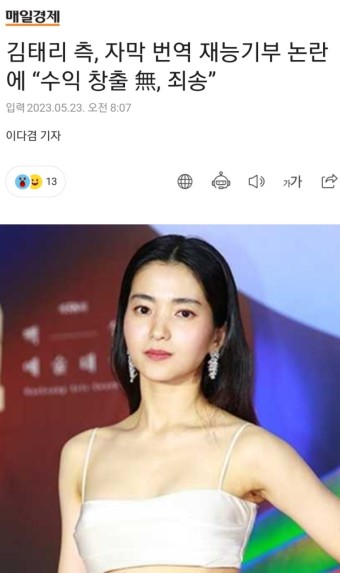 매일경제
김태리 측, 자막 번역 재능기부 논란
에 “수익 창출 無, 죄송”
입력 2023.05.23. 오전 8:07
이다겸 기자
13
가가
백
예술대